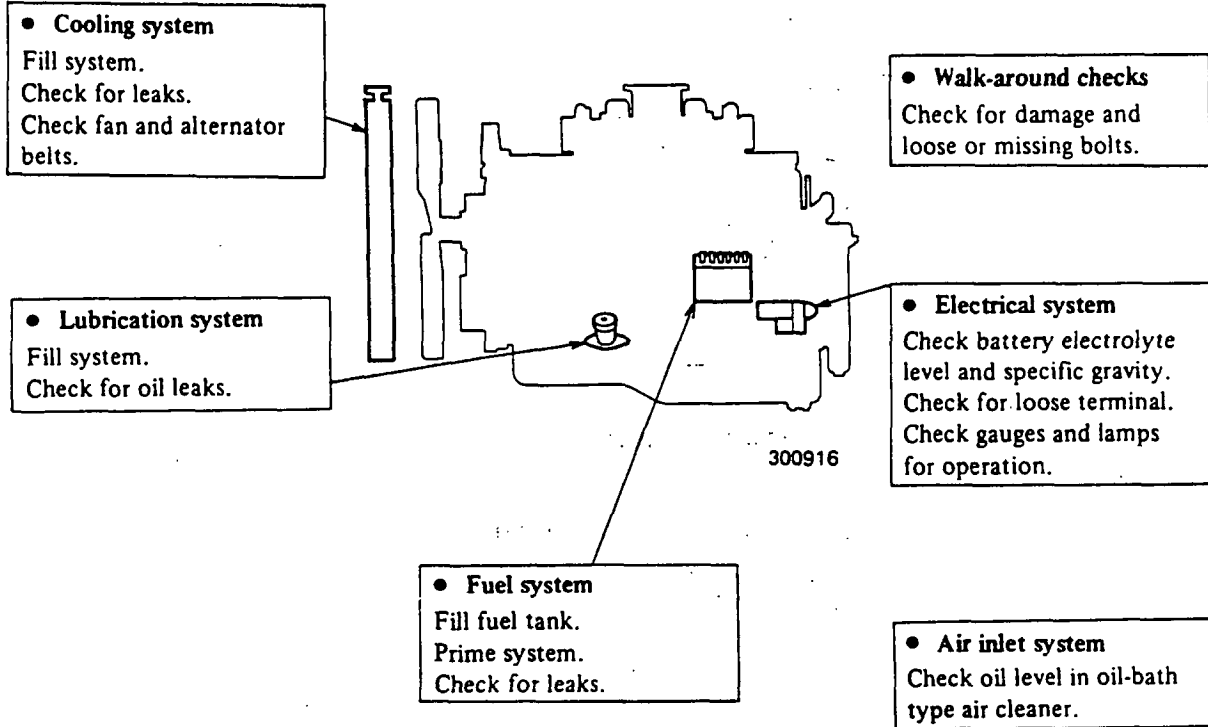 ● Cooling system
Fill system.
Check for leaks.
Check fan and alternator
belts.
● Walk-around checks
Check for damage and
loose or missing bolts.
● Lubrication system
Fill system.
Check for oil leaks.
● Electrical system
Check battery electrolyte
level and specific gravity.
Check for loose terminal.
Check gauges and lamps
for operation.
300916
● Fuel system
Fill fuel tank.
Prime system.
Check for leaks.
● Air inlet system
Check oil level in oil-bath
type air cleaner.